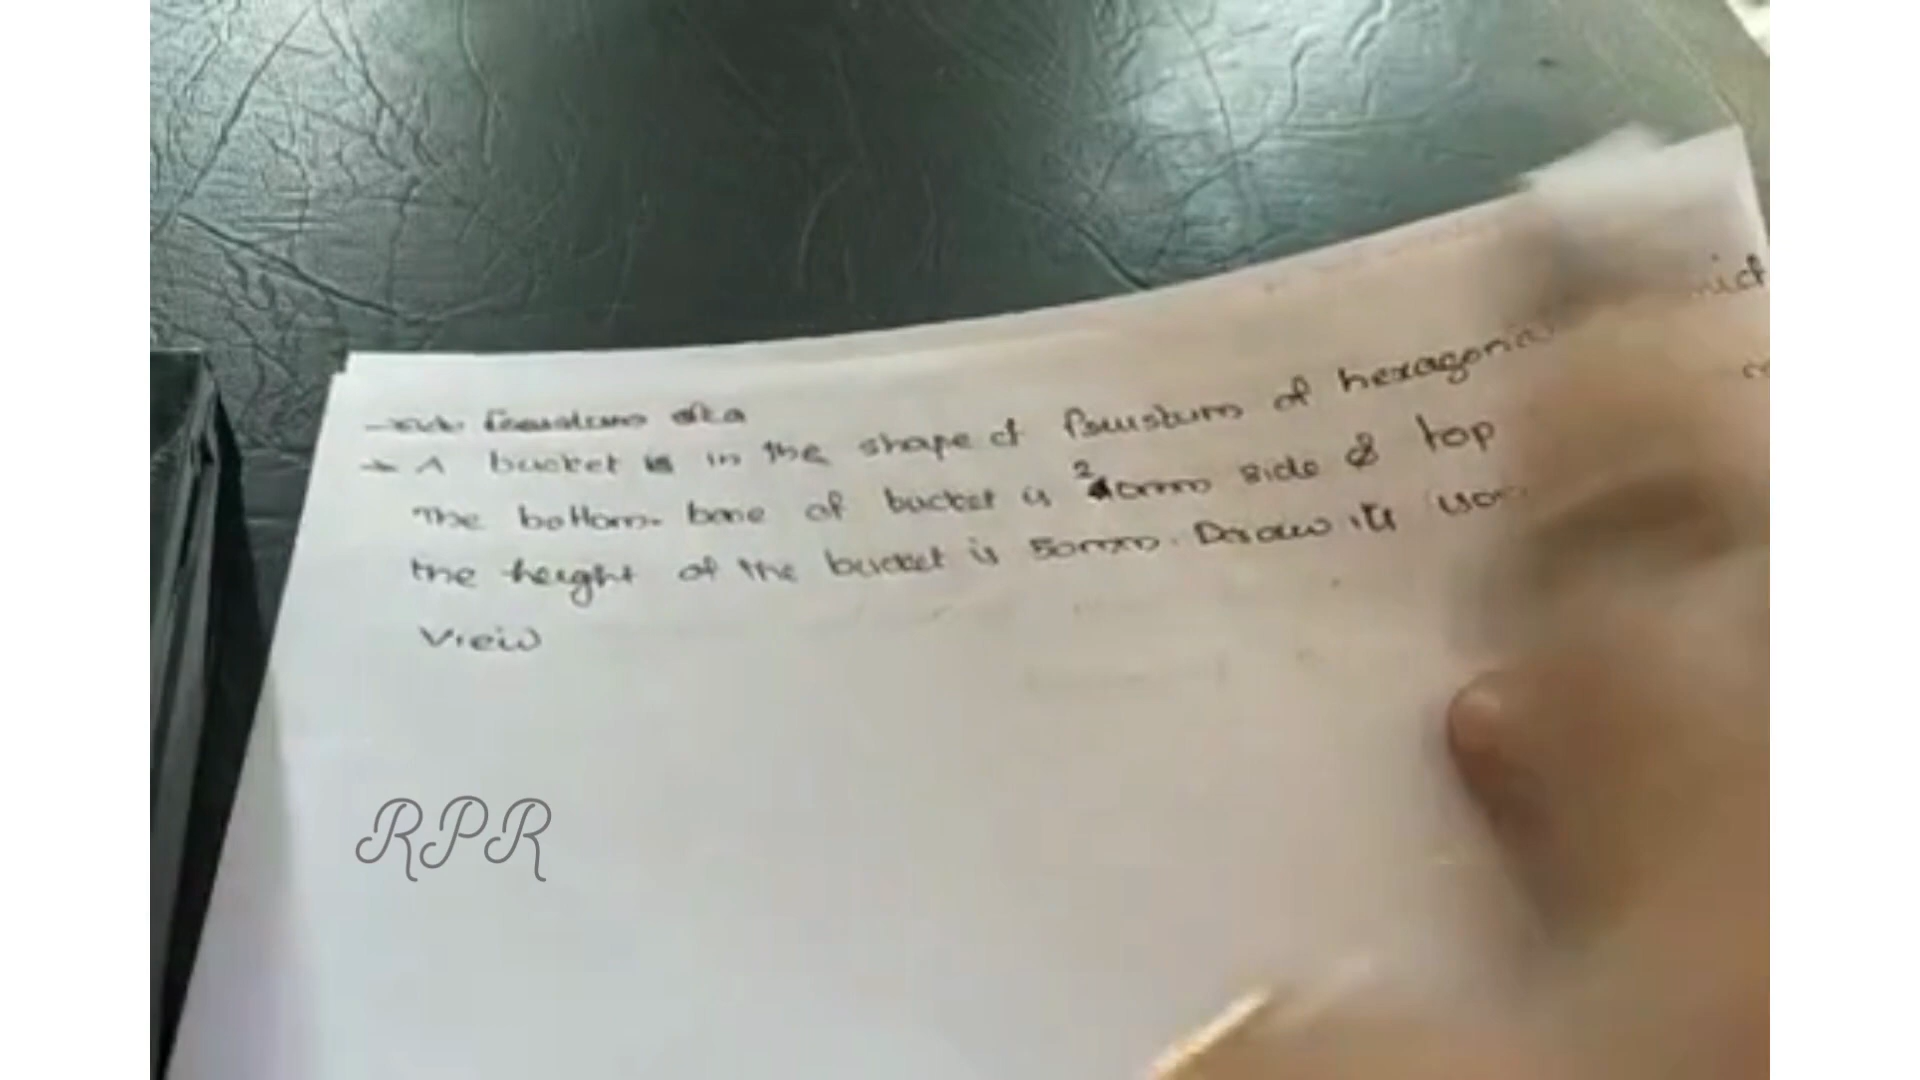 → A bucket is in the shape of frustum of hexagonal
The bottom base of bucket is 20mm side & top
the height of the bucket is 50mm. Draw its
view
RPR